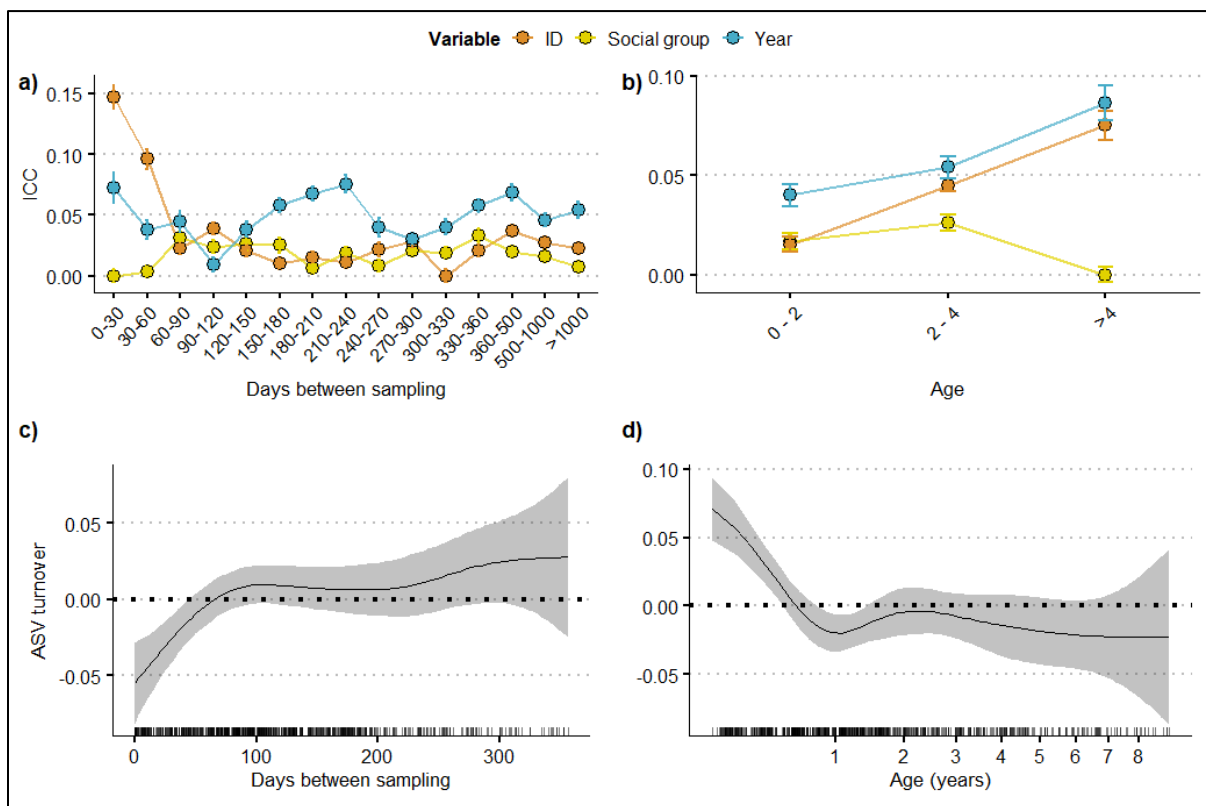 Variable ID Social group Year
a)
ICC
0.15
0.10
0.05
0.00
0-30 30-60 60-90 90-120 120-150 150-180 180-210 210-240 240-270 270-300 300-330 330-360 360-500 500-1000 >1000
Days between sampling
b)
0.10
0.05
0.00
0 - 2 2 - 4 >4
Age
c)
ASV turnover
0.05
0.00
-0.05
0 100 200 300
Days between sampling
d)
0.10
0.05
0.00
-0.05
1 2 3 4 5 6 7 8
Age (years)